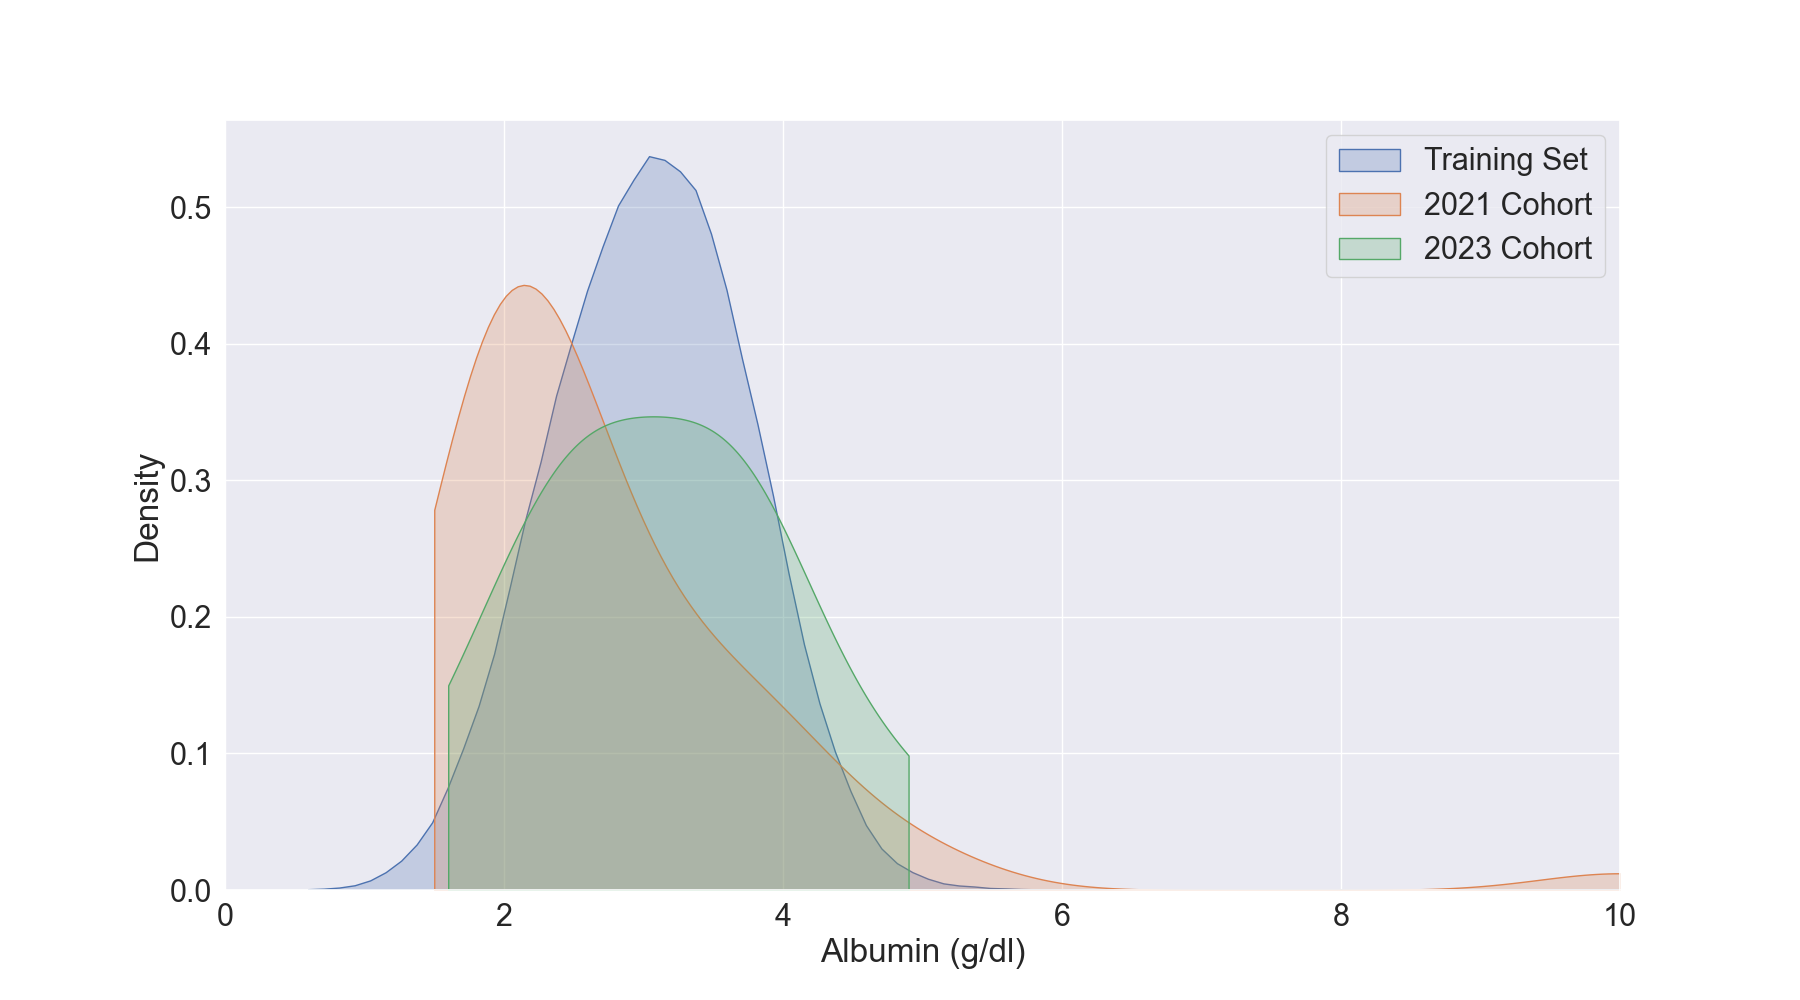 Training Set
2021 Cohort
2023 Cohort
0.5
0.4
0.3
0.2
0.1
0.0
Density
0 2 4 6 8 10
Albumin (g/dl)